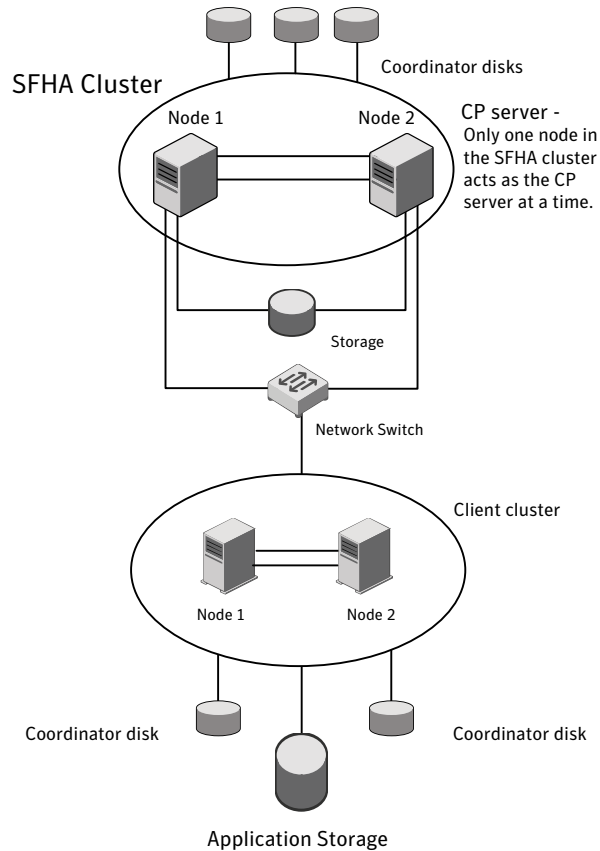 Coordinator disks
SFHA Cluster
Node 1
Node 2
CP server -
Only one node in
the SFHA cluster
acts as the CP
server at a time.
Storage
Network Switch
Client cluster
Node 1
Node 2
Coordinator disk
Coordinator disk
Application Storage